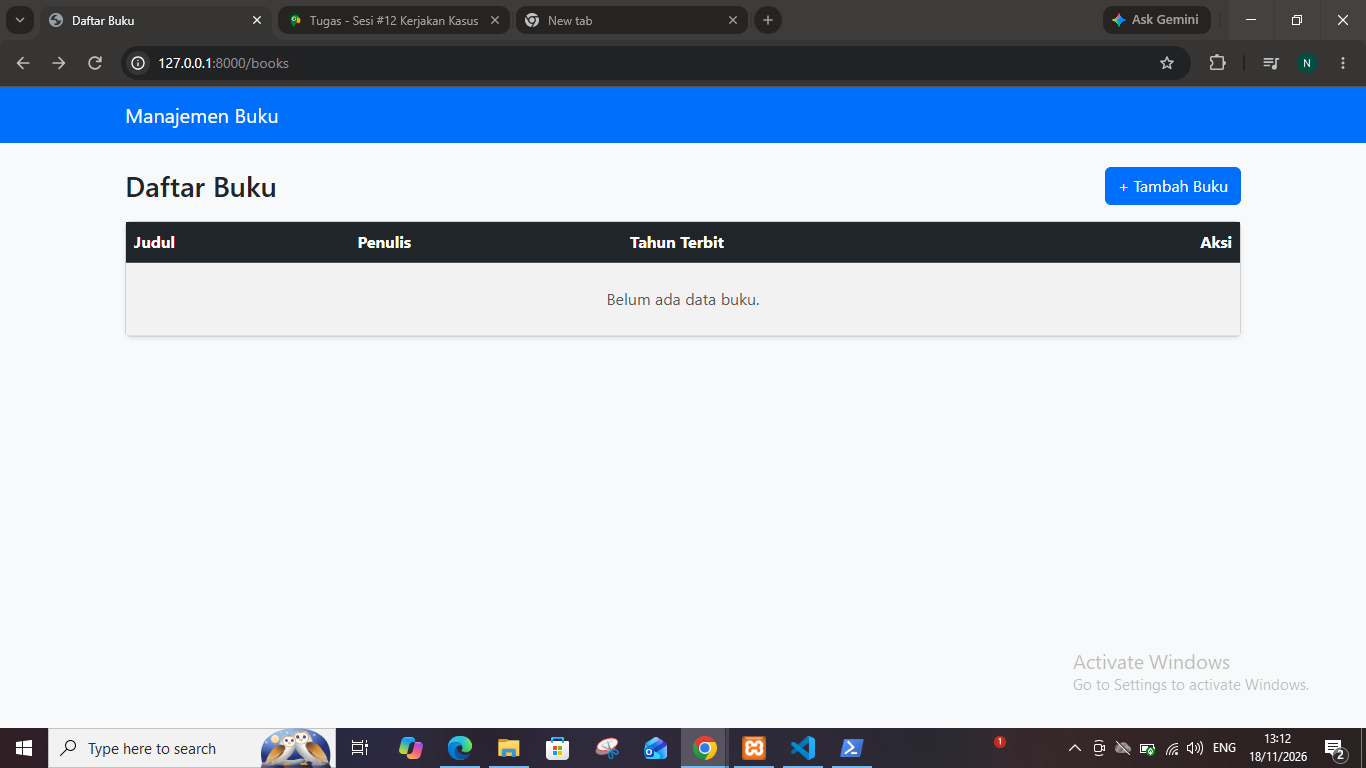 Daftar Buku
Tugas - Sesi #12 Kerjakan Kasus
New tab
Ask Gemini
127.0.0.1:8000/books
N
Manajemen Buku
Daftar Buku
+ Tambah Buku
Judul Penulis Tahun Terbit Aksi
Belum ada data buku.
Activate Windows
Go to Settings to activate Windows.
Type here to search
1
ENG
13:12
18/11/2026
2